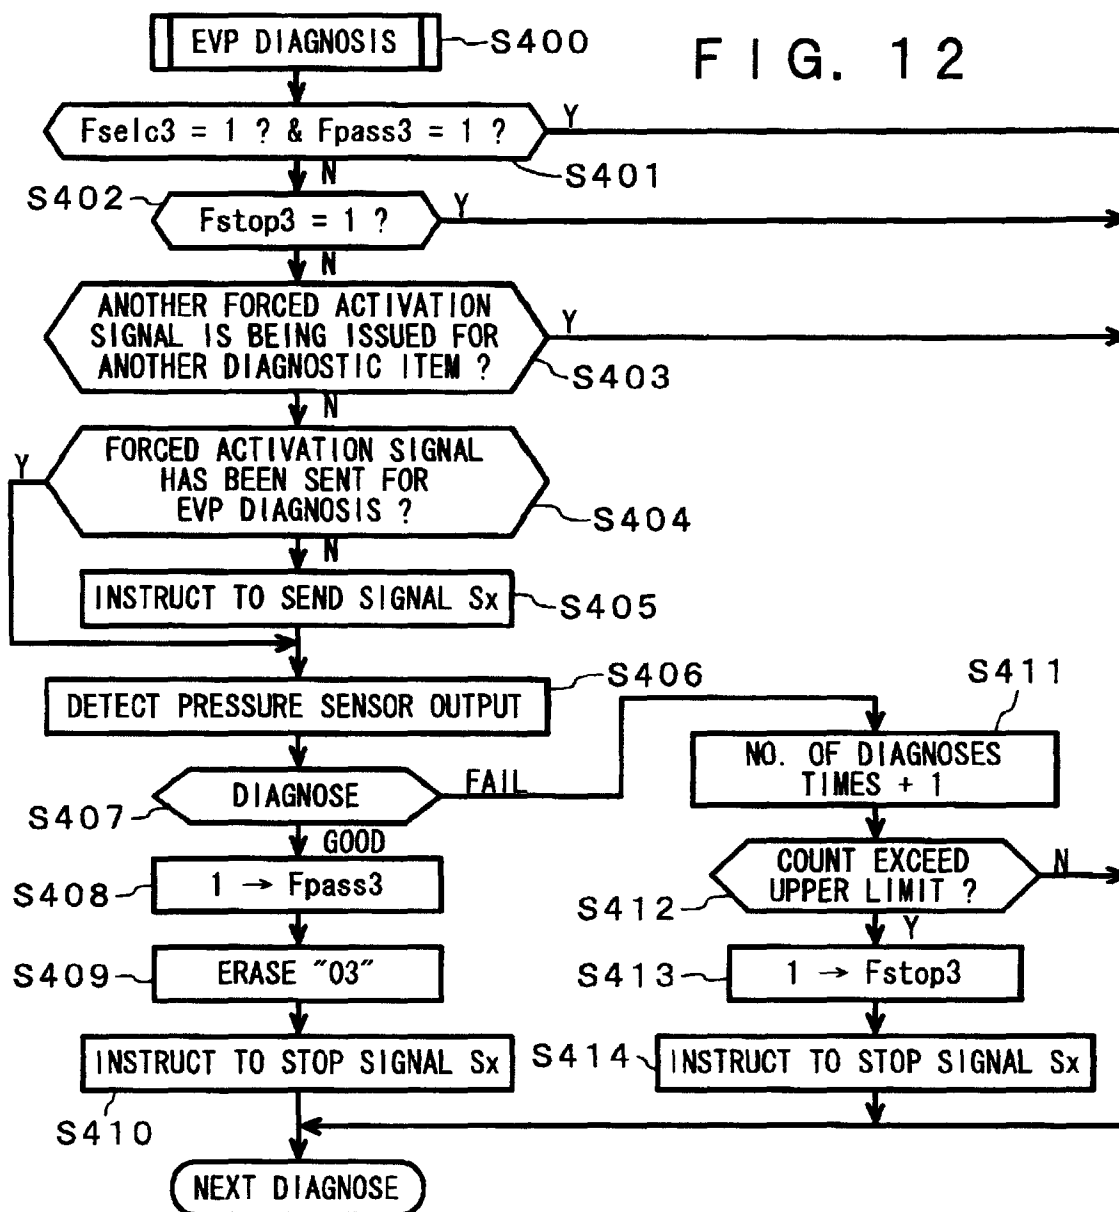 EVP DIAGNOSIS
S400
FIG. 12
Fselc3 = 1 ? & Fpass3 = 1 ?
Y
S401
N
S402
Fstop3 = 1 ?
Y
N
ANOTHER FORCED ACTIVATION
SIGNAL IS BEING ISSUED FOR
ANOTHER DIAGNOSTIC ITEM ?
Y
S403
N
FORCED ACTIVATION SIGNAL
HAS BEEN SENT FOR
EVP DIAGNOSIS ?
Y
S404
N
INSTRUCT TO SEND SIGNAL Sx
S405
DETECT PRESSURE SENSOR OUTPUT
S406
DIAGNOSE
FAIL
S407
GOOD
1 → Fpass3
S408
ERASE "03"
S409
INSTRUCT TO STOP SIGNAL Sx
S410
S411
NO. OF DIAGNOSES
TIMES + 1
COUNT EXCEED
UPPER LIMIT ?
N
S412
Y
1 → Fstop3
S413
INSTRUCT TO STOP SIGNAL Sx
S414
NEXT DIAGNOSE